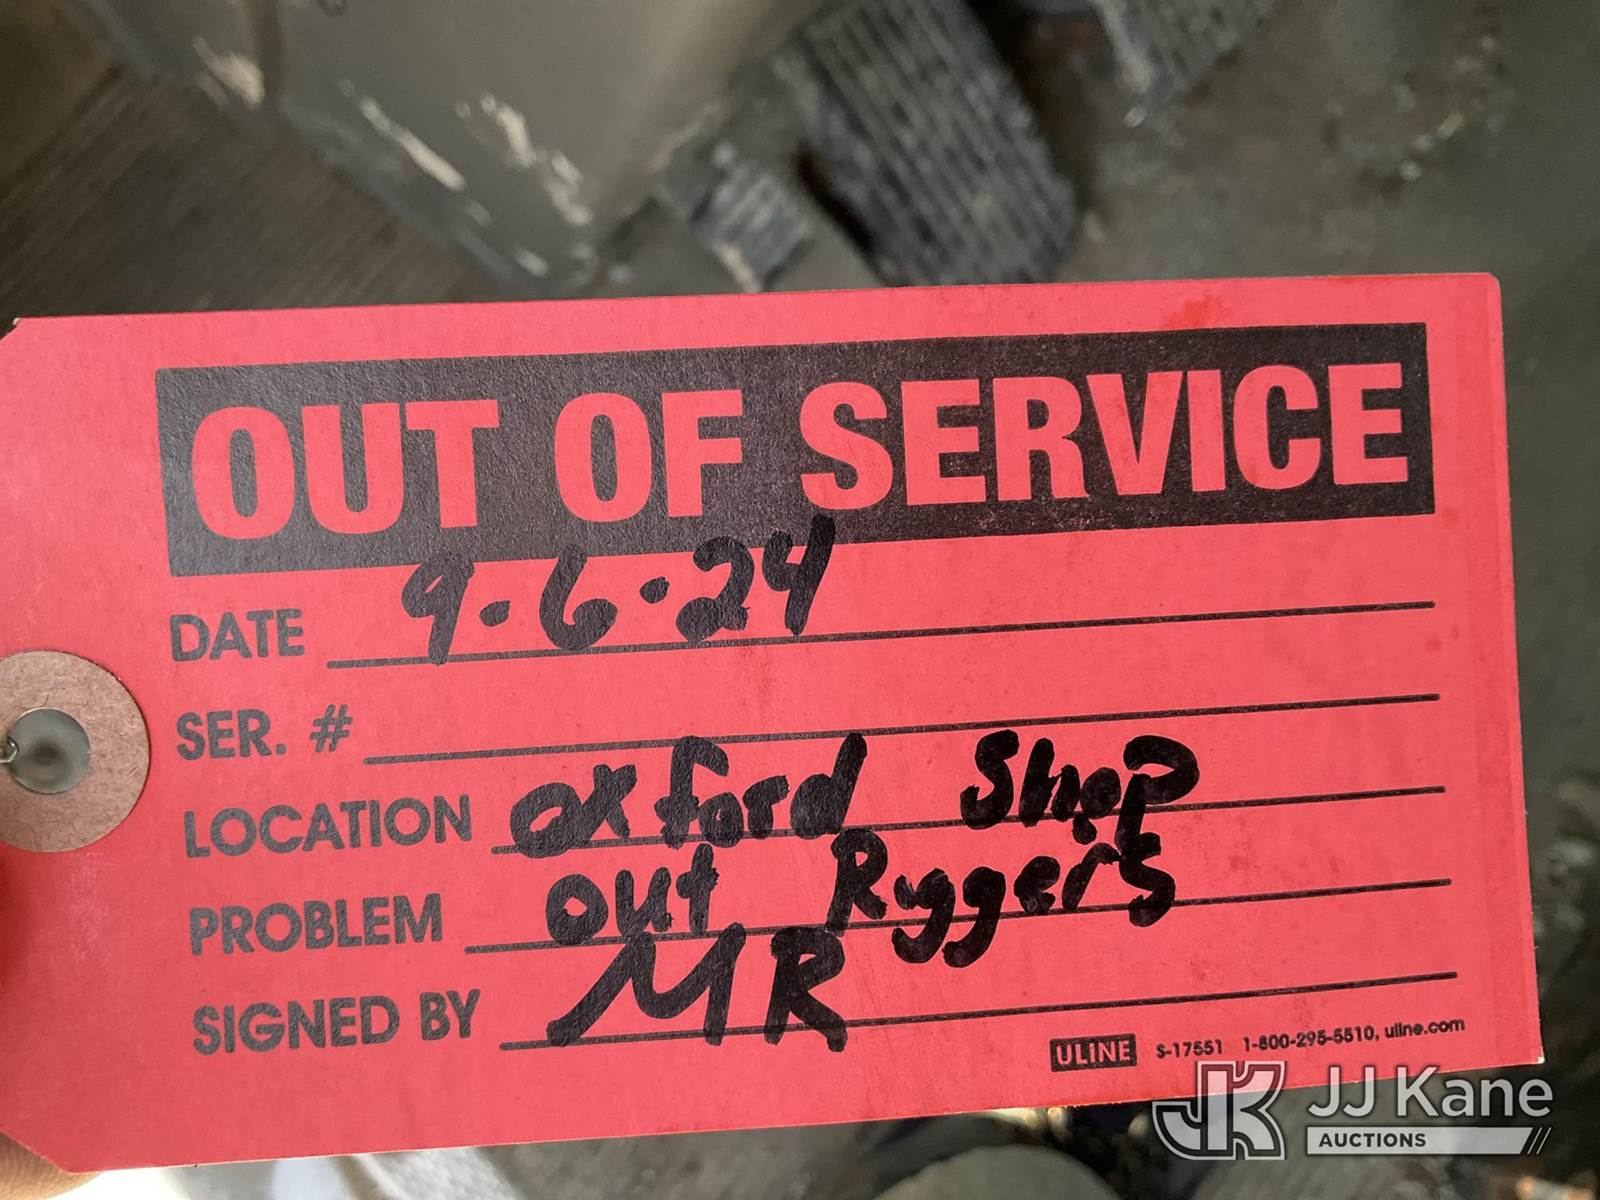 OUT OF SERVICE
DATE 9.6.24
SER. #
LOCATION Oxford Shop
PROBLEM out Ryggers
SIGNED BY MR
ULINE S-17551 1-800-295-5510, uline.com
JK JJ Kane
AUCTIONS